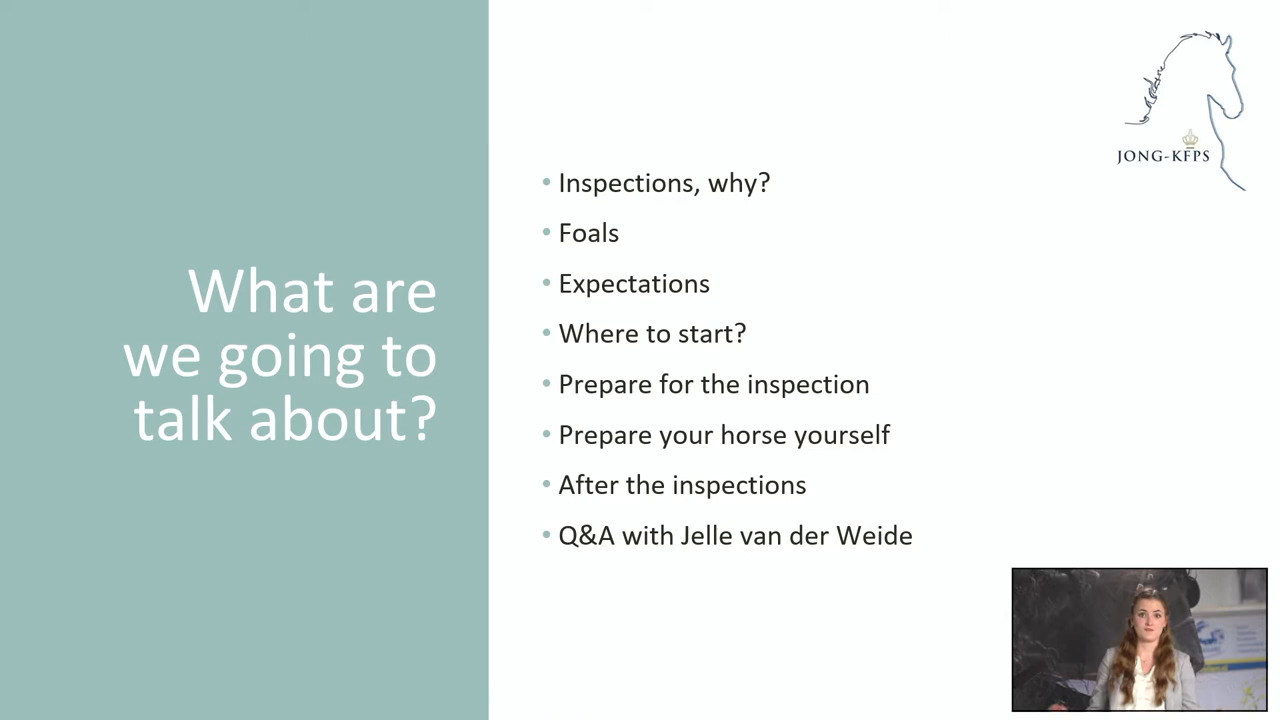 What are
we going to
talk about?
• Inspections, why?
• Foals
• Expectations
• Where to start?
• Prepare for the inspection
• Prepare your horse yourself
• After the inspections
• Q&A with Jelle van der Weide
JONG-KFPS